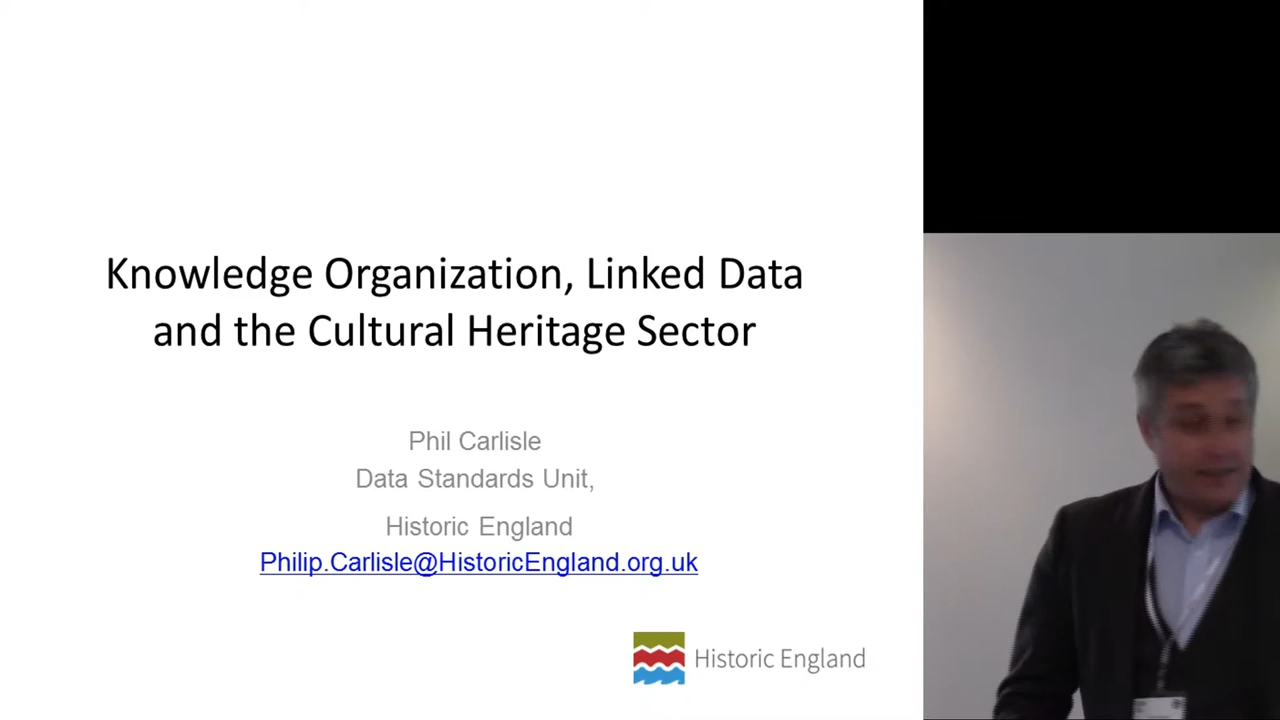 Knowledge Organization, Linked Data
and the Cultural Heritage Sector
Phil Carlisle
Data Standards Unit,
Historic England
Philip.Carlisle@HistoricEngland.org.uk
Historic England